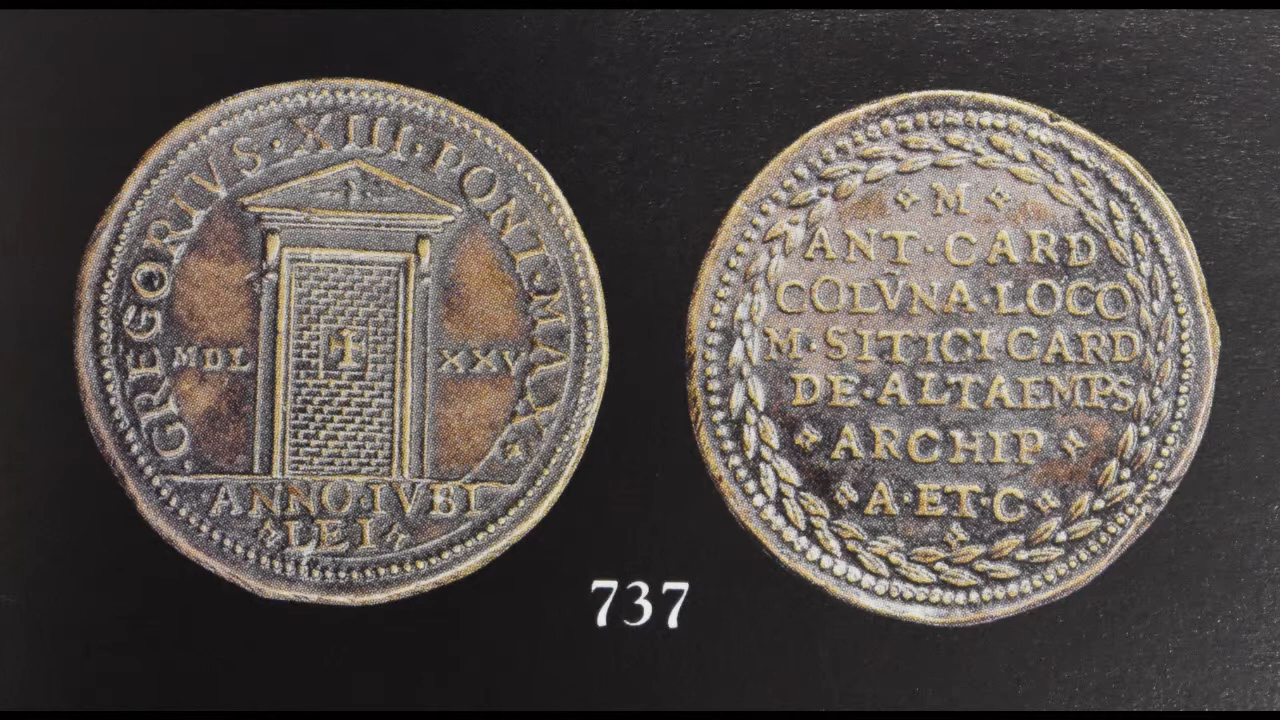 GREGORIVS·XIII·PONT·MAX·
MDL XXV
·ANNO·IVBI
LEI
M
ANT·CARD
COLVNA·LOCO
M·SITICI CARD
DE·ALTAEMPS
ARCHIP
A·ET·C
737